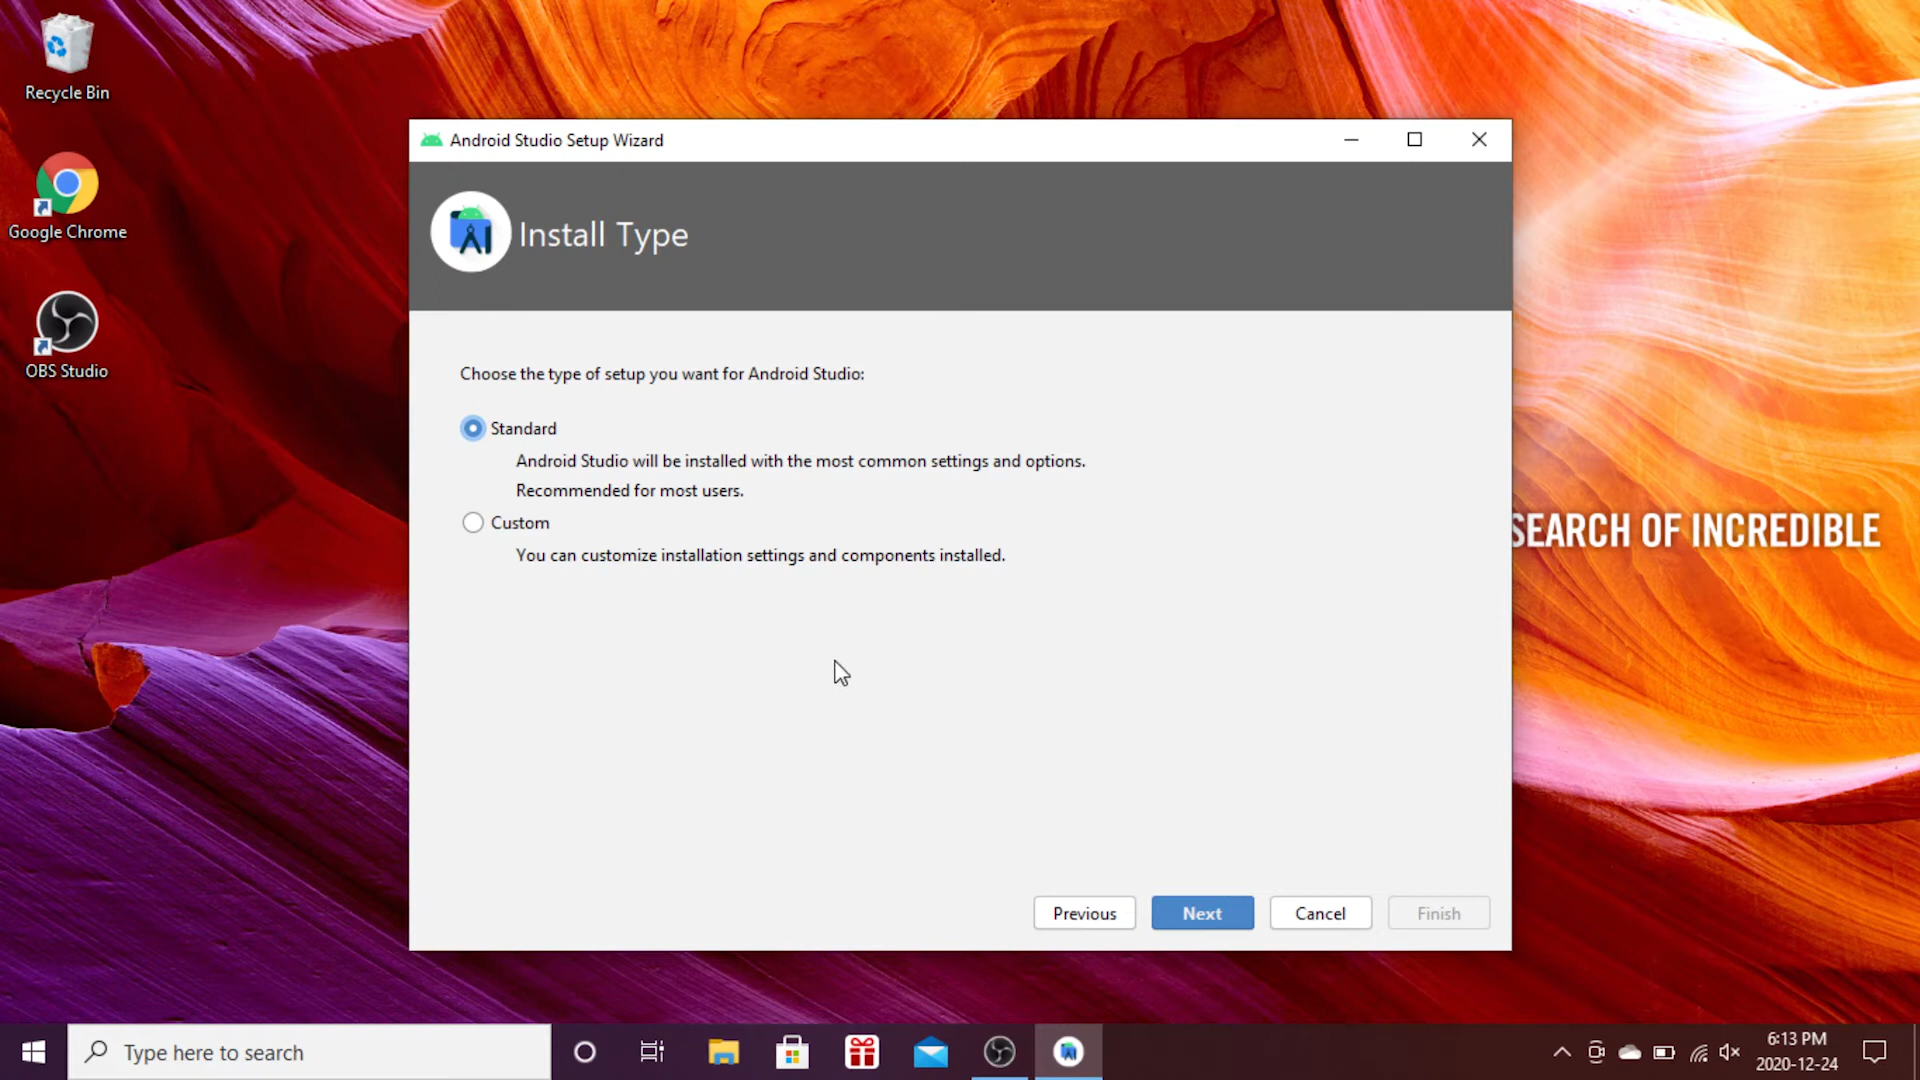 Recycle Bin
Google Chrome
OBS Studio
Android Studio Setup Wizard
Install Type
Choose the type of setup you want for Android Studio:
Standard
Android Studio will be installed with the most common settings and options.
Recommended for most users.
Custom
You can customize installation settings and components installed.
Previous
Next
Cancel
Finish
SEARCH OF INCREDIBLE
Type here to search
6:13 PM
2020-12-24